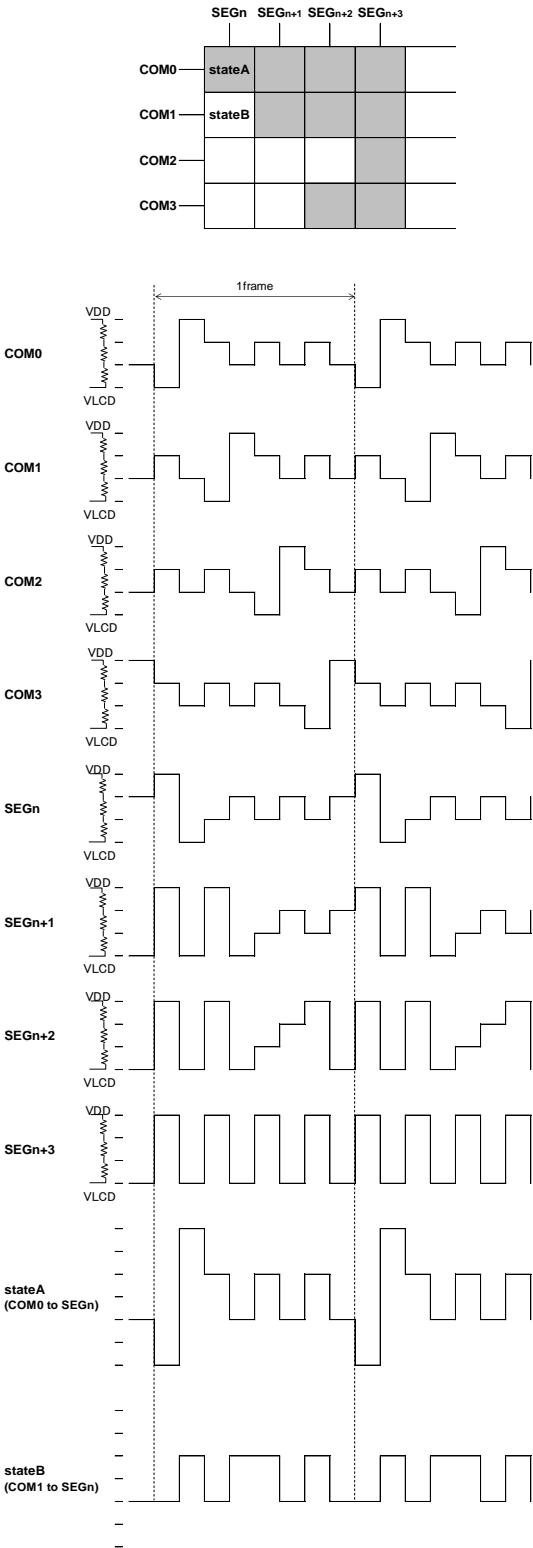 SEGn SEGn+1 SEGn+2 SEGn+3
COM0 stateA
COM1 stateB
COM2
COM3
1frame
VDD
COM0
VLCD
VDD
COM1
VLCD
VDD
COM2
VLCD
VDD
COM3
VLCD
VDD
SEGn
VLCD
VDD
SEGn+1
VLCD
VDD
SEGn+2
VLCD
VDD
SEGn+3
VLCD
stateA
(COM0 to SEGn)
stateB
(COM1 to SEGn)